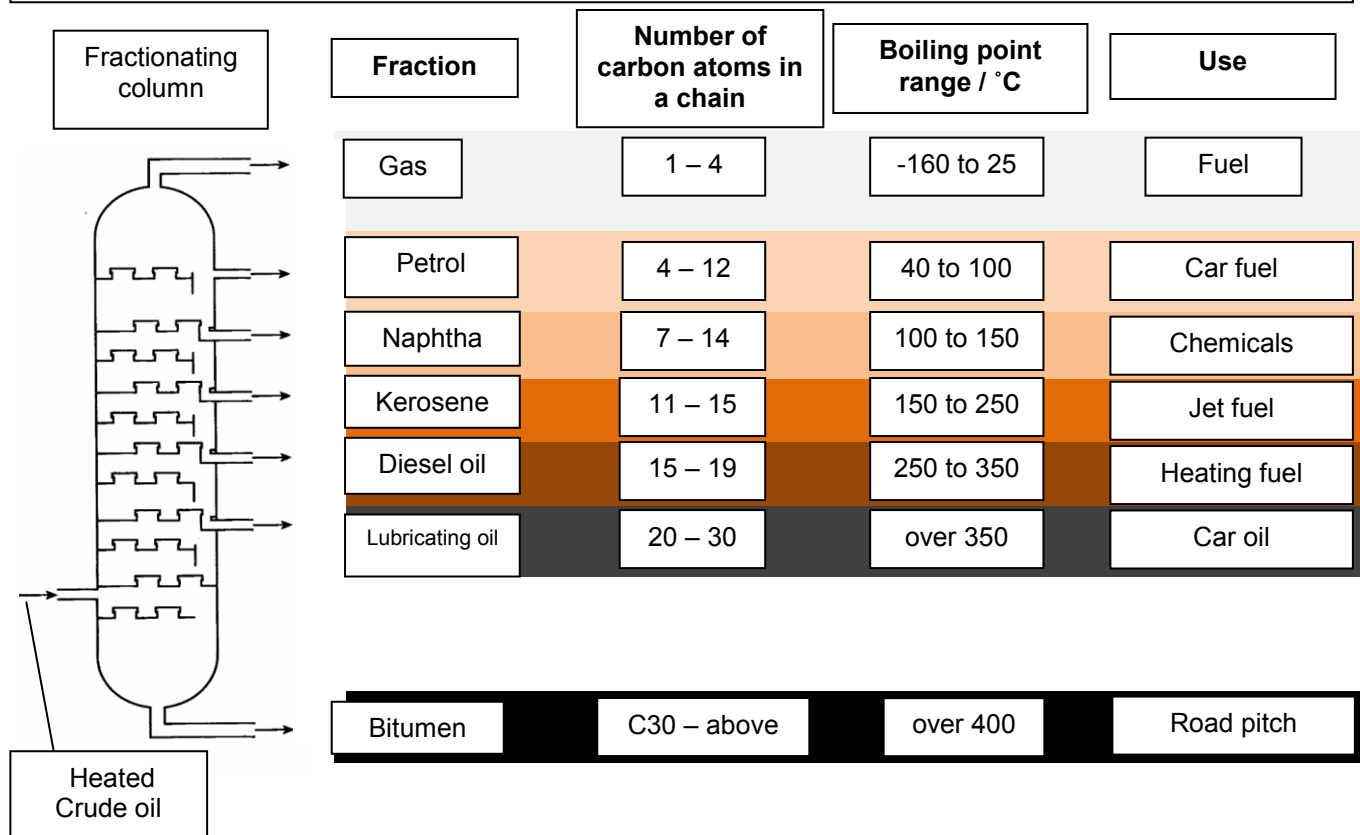 Fractionating
column
Fraction
Number of
carbon atoms in
a chain
Boiling point
range / ˚C
Use
Gas
1 – 4
-160 to 25
Fuel
Petrol
4 – 12
40 to 100
Car fuel
Naphtha
7 – 14
100 to 150
Chemicals
Kerosene
11 – 15
150 to 250
Jet fuel
Diesel oil
15 – 19
250 to 350
Heating fuel
Lubricating oil
20 – 30
over 350
Car oil
Bitumen
C30 – above
over 400
Road pitch
Heated
Crude oil